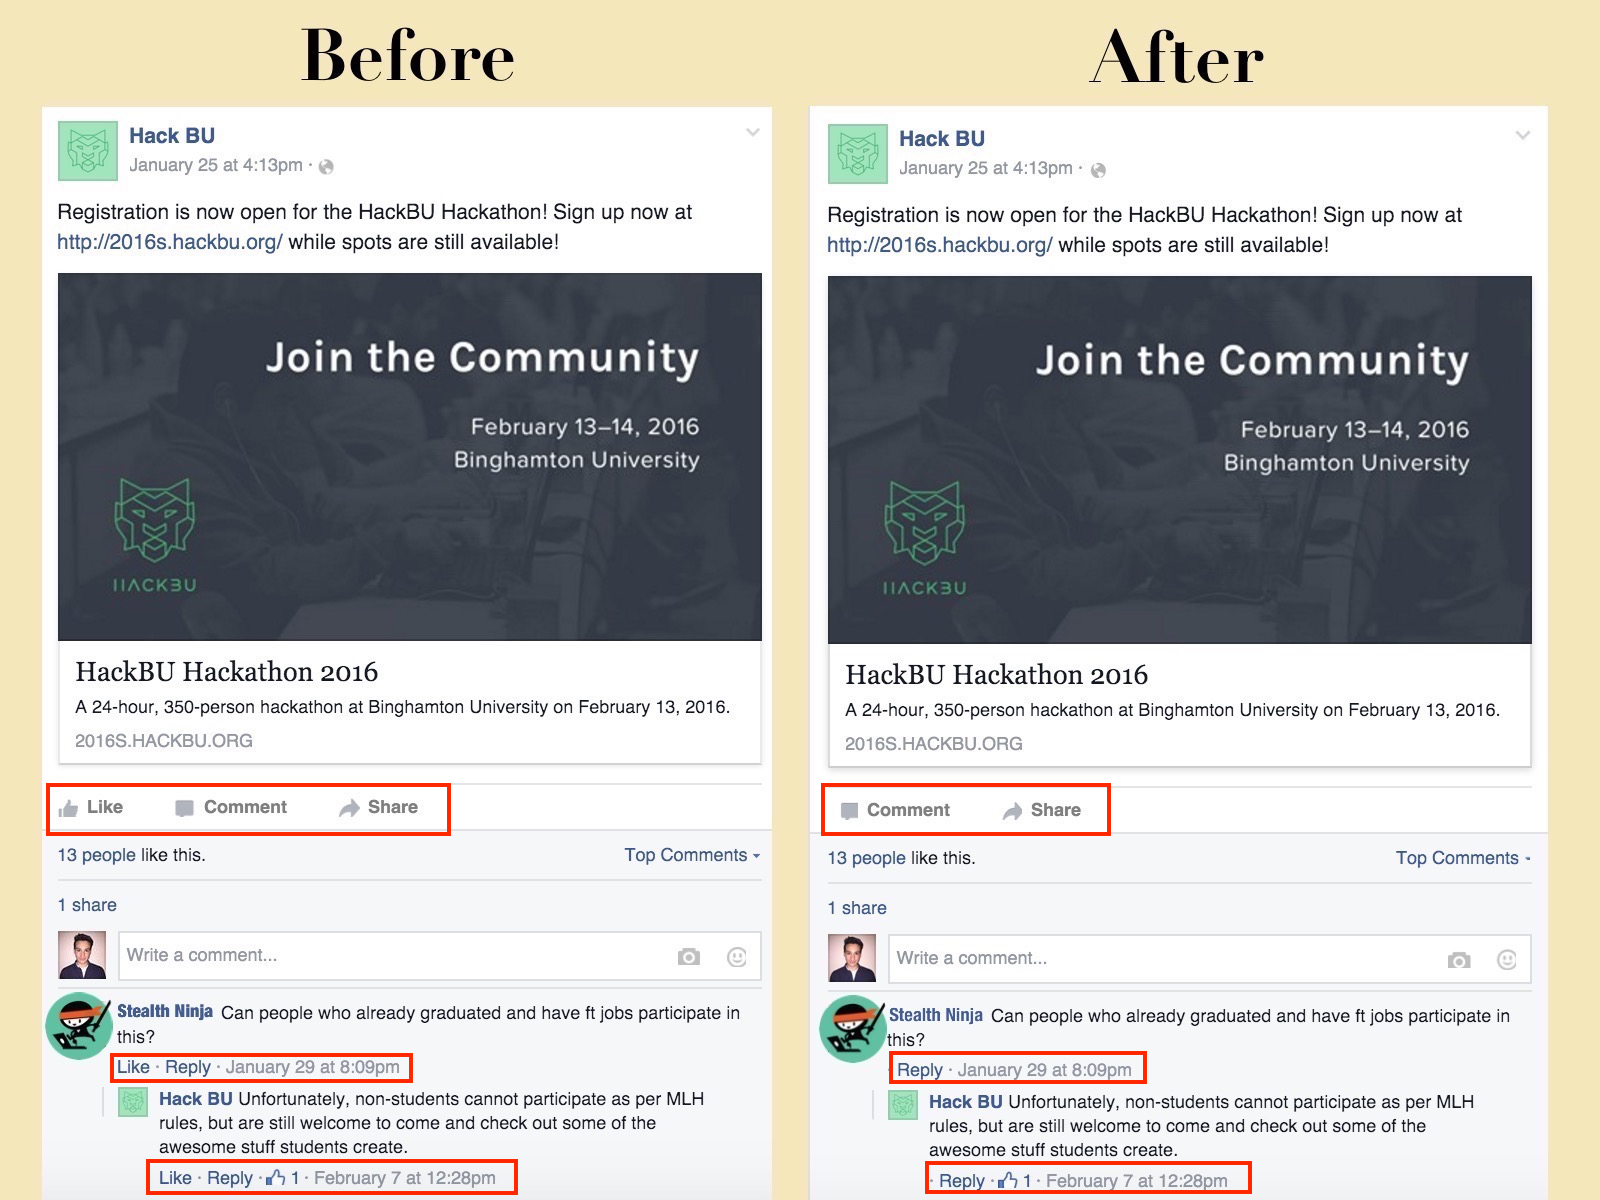 Before
Hack BU
January 25 at 4:13pm ·
Registration is now open for the HackBU Hackathon! Sign up now at
http://2016s.hackbu.org/ while spots are still available!
Join the Community
February 13–14, 2016
Binghamton University
HACKBU
HackBU Hackathon 2016
A 24-hour, 350-person hackathon at Binghamton University on February 13, 2016.
2016S.HACKBU.ORG
Like Comment Share
13 people like this. Top Comments
1 share
Write a comment...
Stealth Ninja Can people who already graduated and have ft jobs participate in
this?
Like · Reply · January 29 at 8:09pm
Hack BU Unfortunately, non-students cannot participate as per MLH
rules, but are still welcome to come and check out some of the
awesome stuff students create.
Like · Reply · 1 · February 7 at 12:28pm
After
Hack BU
January 25 at 4:13pm ·
Registration is now open for the HackBU Hackathon! Sign up now at
http://2016s.hackbu.org/ while spots are still available!
Join the Community
February 13–14, 2016
Binghamton University
HACKBU
HackBU Hackathon 2016
A 24-hour, 350-person hackathon at Binghamton University on February 13, 2016.
2016S.HACKBU.ORG
Comment Share
13 people like this. Top Comments
1 share
Write a comment...
Stealth Ninja Can people who already graduated and have ft jobs participate in
this?
Reply · January 29 at 8:09pm
Hack BU Unfortunately, non-students cannot participate as per MLH
rules, but are still welcome to come and check out some of the
awesome stuff students create.
· Reply · 1 · February 7 at 12:28pm